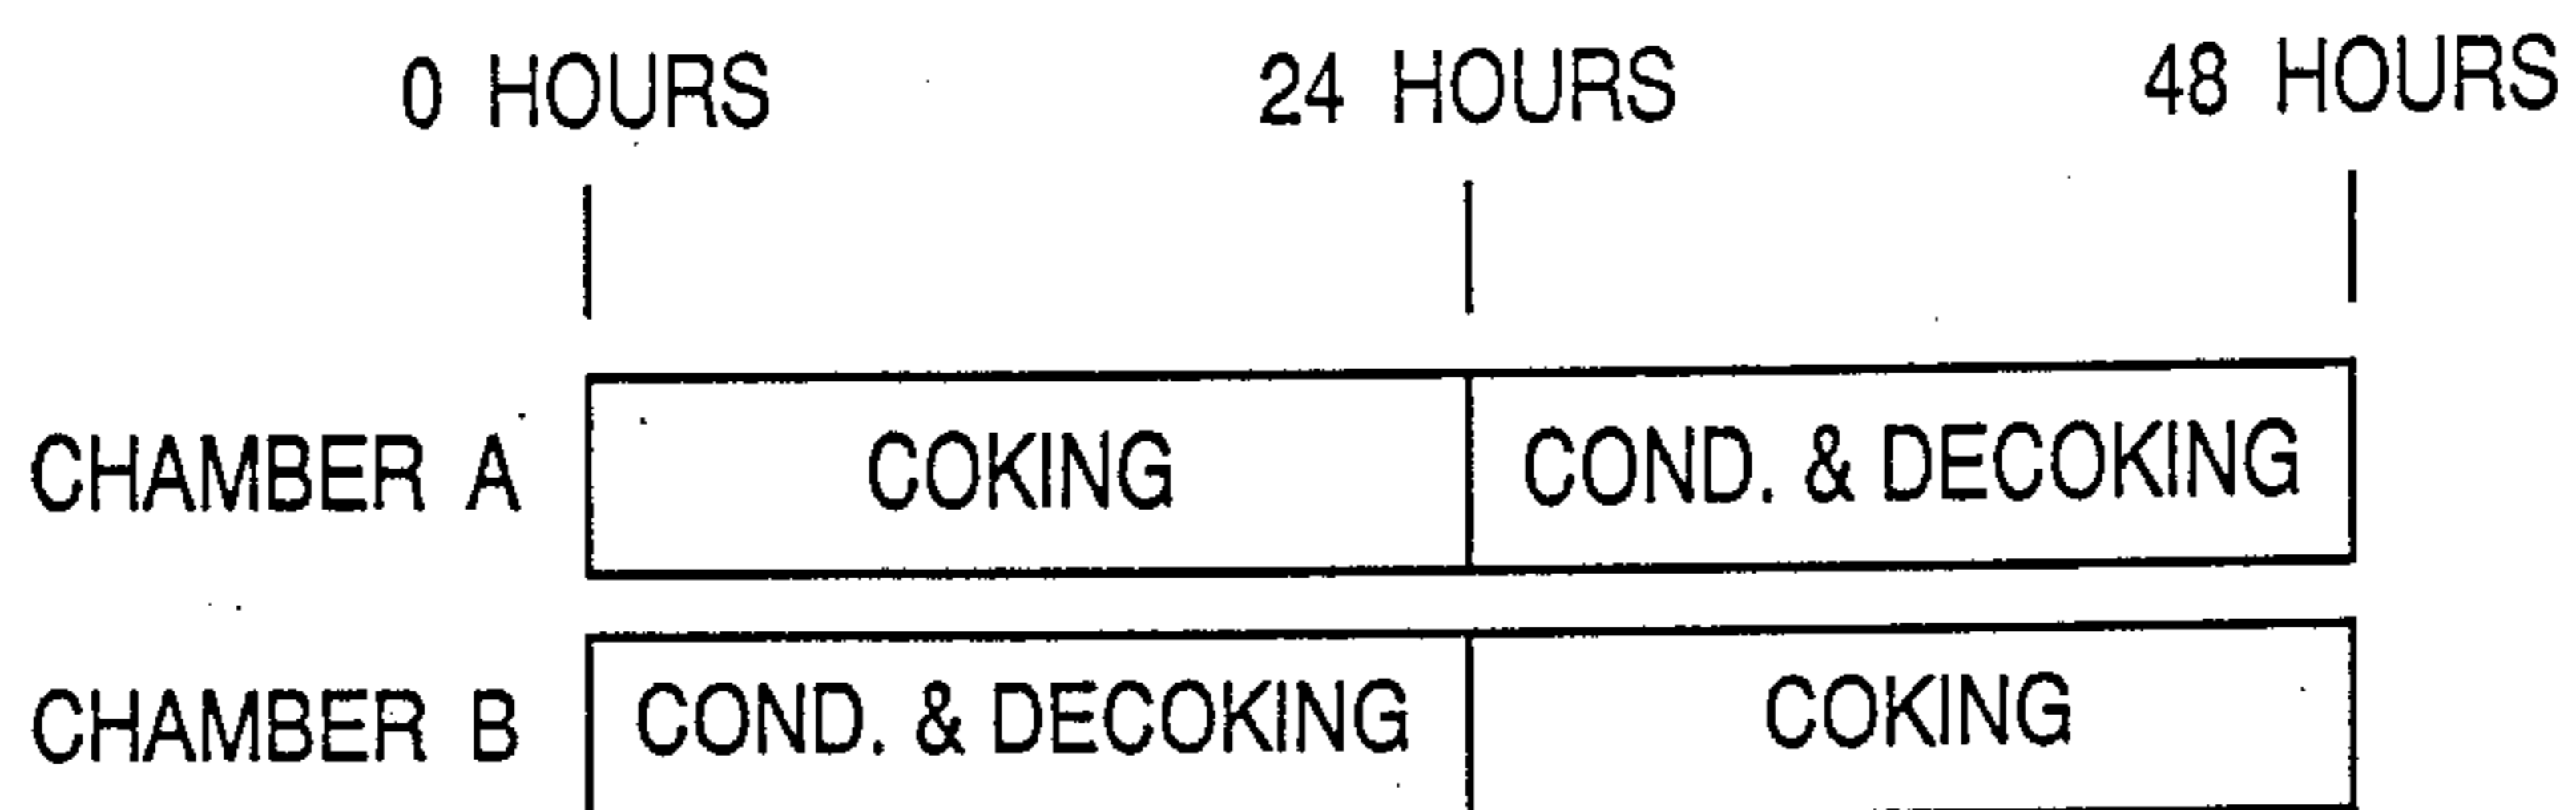 0 HOURS 24 HOURS 48 HOURS
CHAMBER A COKING COND. & DECOKING
CHAMBER B COND. & DECOKING COKING